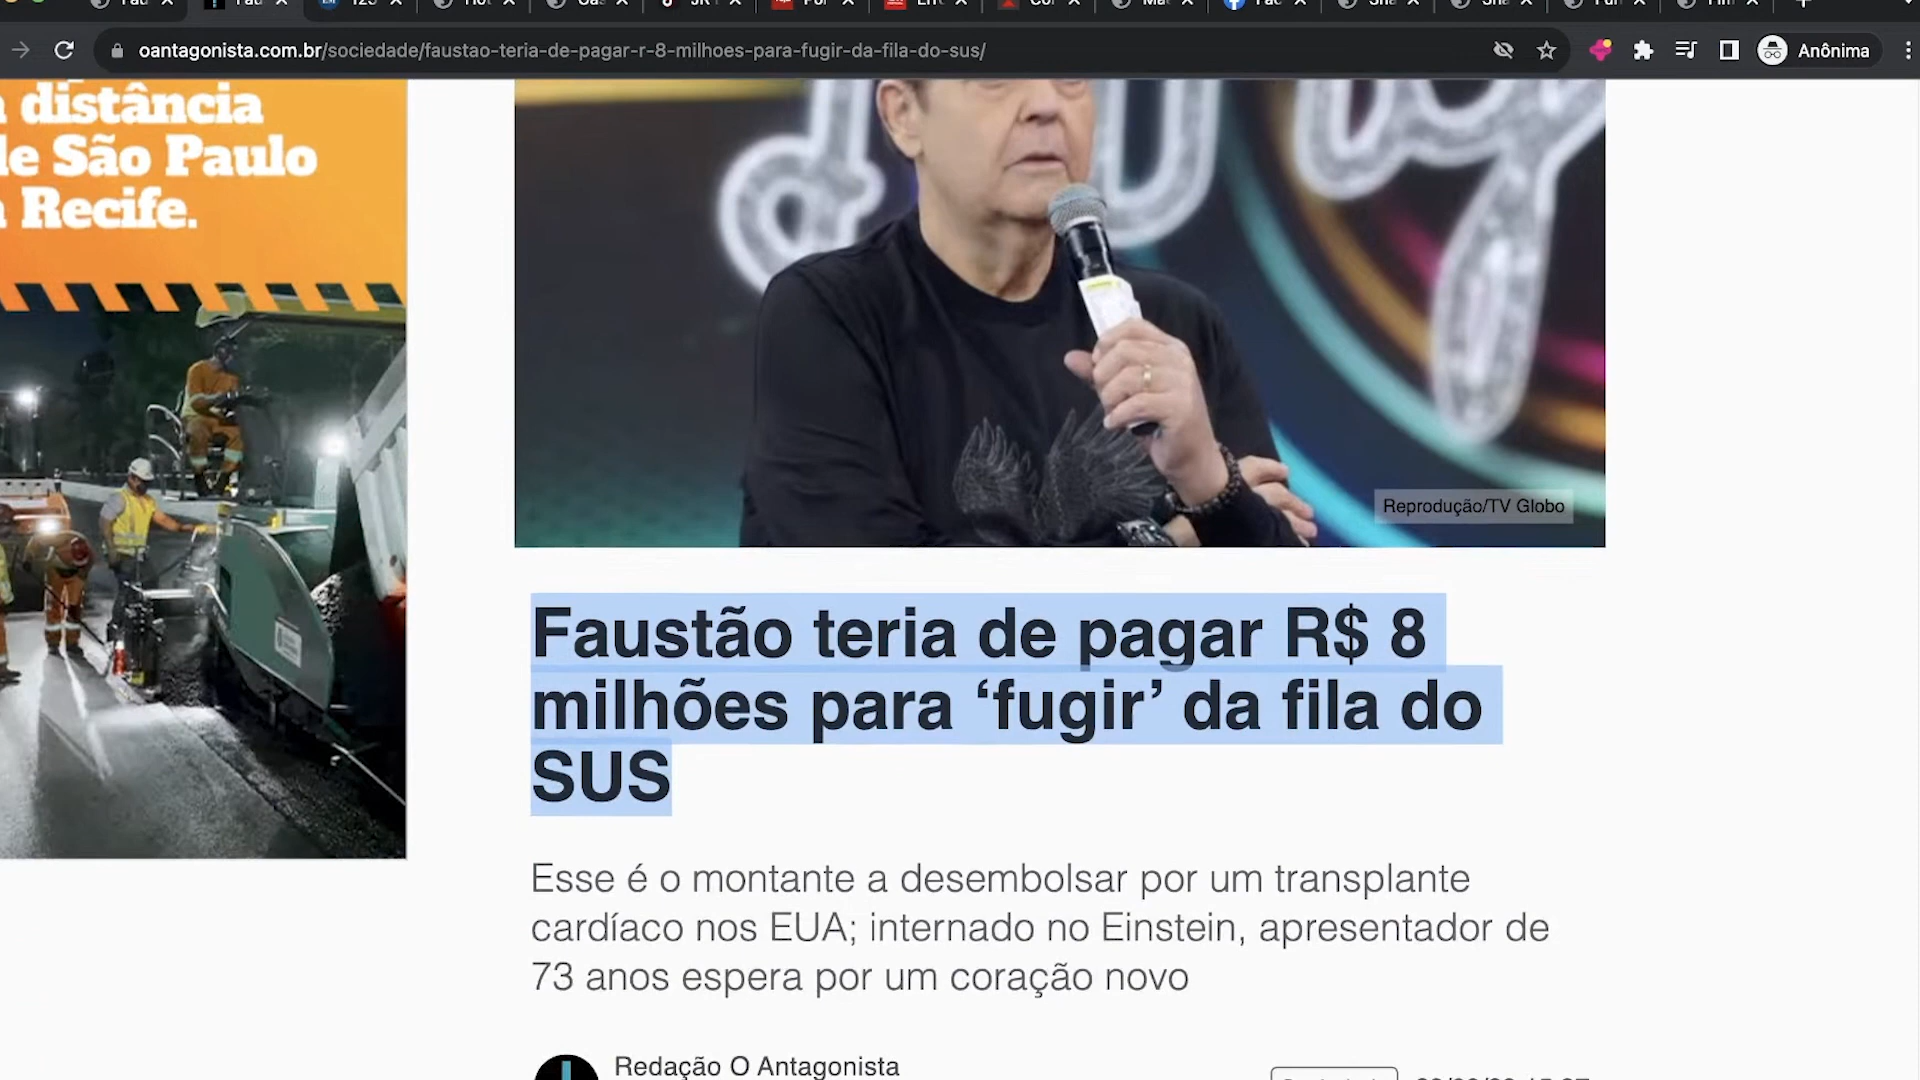 oantagonista.com.br/sociedade/faustao-teria-de-pagar-r-8-milhoes-para-fugir-da-fila-do-sus/
Anônima
distância
São Paulo
Recife.
Reprodução/TV Globo
Faustão teria de pagar R$ 8
milhões para ‘fugir’ da fila do
SUS
Esse é o montante a desembolsar por um transplante
cardíaco nos EUA; internado no Einstein, apresentador de
73 anos espera por um coração novo
Redação O Antagonista